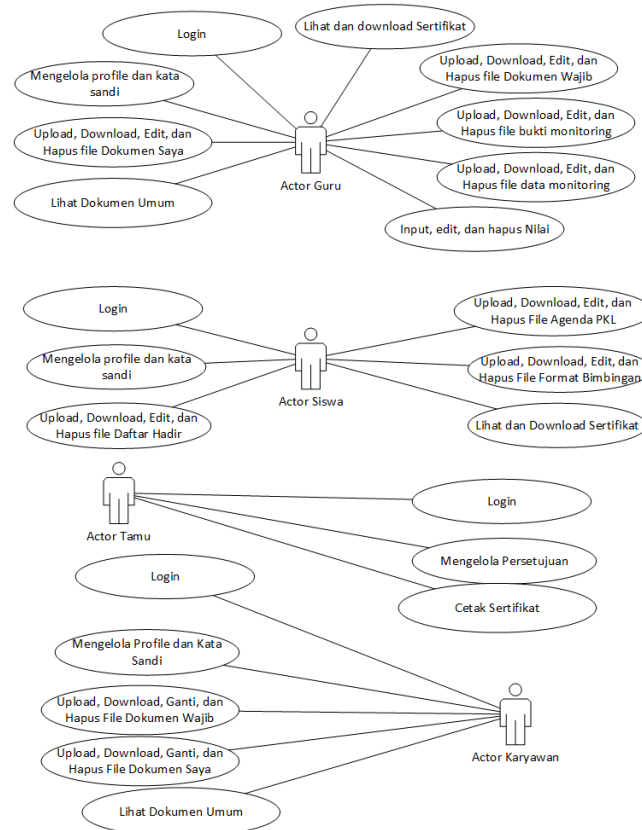 Login
Lihat dan download Sertifikat
Mengelola profile dan kata
sandi
Upload, Download, Edit, dan
Hapus file Dokumen Wajib
Upload, Download, Edit, dan
Hapus file Dokumen Saya
Upload, Download, Edit, dan
Hapus file bukti monitoring
Lihat Dokumen Umum
Actor Guru
Upload, Download, Edit, dan
Hapus file data monitoring
Input, edit, dan hapus Nilai
Login
Upload, Download, Edit, dan
Hapus File Agenda PKL
Mengelola profile dan kata
sandi
Actor Siswa
Upload, Download, Edit, dan
Hapus File Format Bimbingan
Upload, Download, Edit, dan
Hapus file Daftar Hadir
Lihat dan Download Sertifikat
Actor Tamu
Login
Mengelola Persetujuan
Cetak Sertifikat
Login
Mengelola Profile dan Kata
Sandi
Upload, Download, Ganti, dan
Hapus File Dokumen Wajib
Upload, Download, Ganti, dan
Hapus File Dokumen Saya
Actor Karyawan
Lihat Dokumen Umum